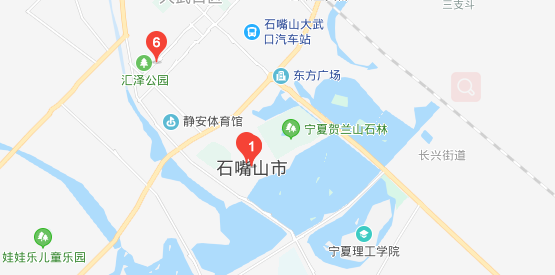 大武口区
三支斗
石嘴山大武
口汽车站
6
汇泽公园
东方广场
静安体育馆
宁夏贺兰山石林
1
长兴街道
石嘴山市
娃娃乐儿童乐园
宁夏理工学院